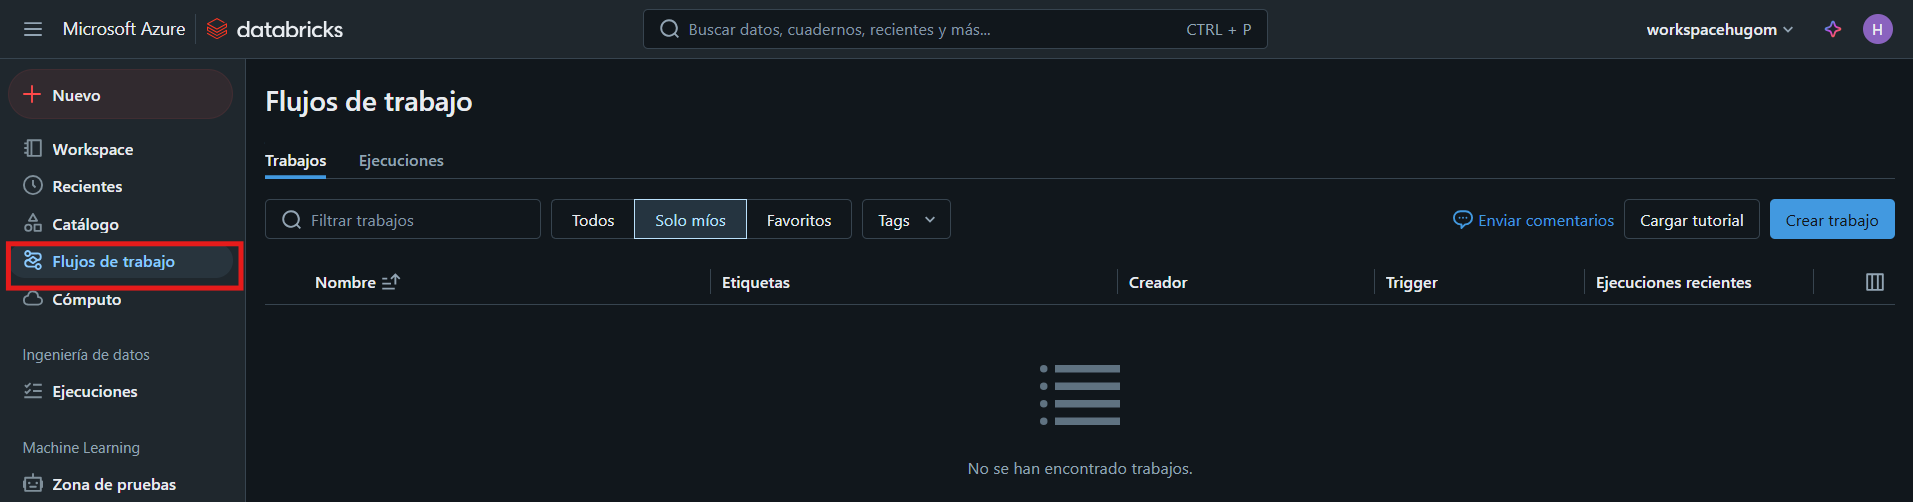 Microsoft Azure databricks Buscar datos, cuadernos, recientes y más... CTRL + P workspacehugom H
Nuevo
Workspace
Recientes
Catálogo
Flujos de trabajo
Cómputo
Ingeniería de datos
Ejecuciones
Machine Learning
Zona de pruebas
Flujos de trabajo
Trabajos Ejecuciones
Filtrar trabajos Todos Solo míos Favoritos Tags Enviar comentarios Cargar tutorial Crear trabajo
Nombre Etiquetas Creador Trigger Ejecuciones recientes
No se han encontrado trabajos.